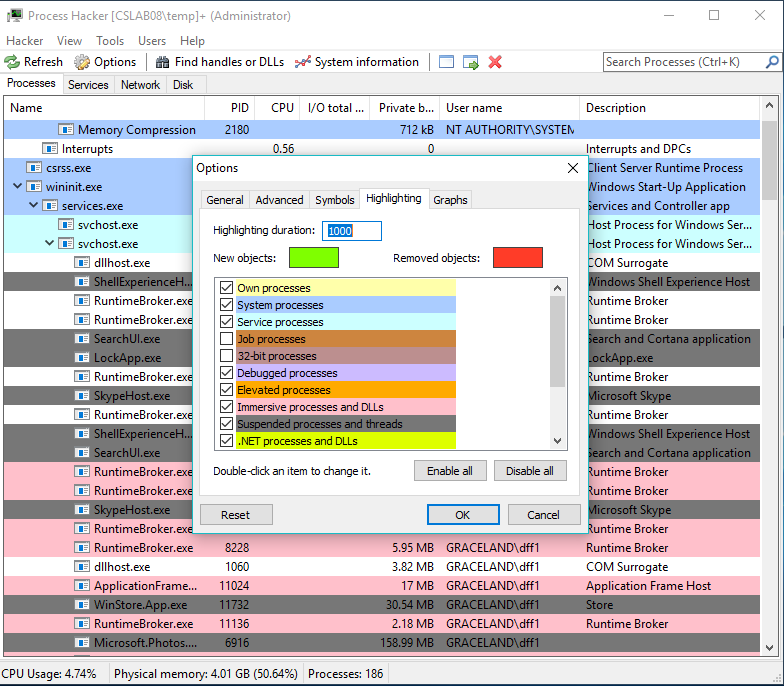 Process Hacker [CSLAB08\temp]+ (Administrator)
Hacker View Tools Users Help
Refresh Options Find handles or DLLs System information Search Processes (Ctrl+K)
Processes Services Network Disk
Name PID CPU I/O total ... Private b... User name Description
Memory Compression 2180 712 kB NT AUTHORITY\SYSTEM
Interrupts 0.56 0 Interrupts and DPCs
csrss.exe Client Server Runtime Process
wininit.exe Windows Start-Up Application
services.exe Services and Controller app
svchost.exe Host Process for Windows Ser...
svchost.exe Host Process for Windows Ser...
dllhost.exe COM Surrogate
ShellExperienceH... Windows Shell Experience Host
RuntimeBroker.exe Runtime Broker
RuntimeBroker.exe Runtime Broker
SearchUI.exe Search and Cortana application
LockApp.exe LockApp.exe
RuntimeBroker.exe Runtime Broker
SkypeHost.exe Microsoft Skype
RuntimeBroker.exe Runtime Broker
ShellExperienceH... Windows Shell Experience Host
SearchUI.exe Search and Cortana application
RuntimeBroker.exe Runtime Broker
RuntimeBroker.exe Runtime Broker
SkypeHost.exe Microsoft Skype
RuntimeBroker.exe Runtime Broker
RuntimeBroker.exe 8228 5.95 MB GRACELAND\dff1 Runtime Broker
dllhost.exe 1060 3.82 MB GRACELAND\dff1 COM Surrogate
ApplicationFrame... 11024 17 MB GRACELAND\dff1 Application Frame Host
WinStore.App.exe 11732 30.54 MB GRACELAND\dff1 Store
RuntimeBroker.exe 11136 2.18 MB GRACELAND\dff1 Runtime Broker
Microsoft.Photos.... 6916 158.99 MB GRACELAND\dff1
CPU Usage: 4.74% Physical memory: 4.01 GB (50.64%) Processes: 186
Options
General Advanced Symbols Highlighting Graphs
Highlighting duration: 1000
New objects: Removed objects:
Own processes
System processes
Service processes
Job processes
32-bit processes
Debugged processes
Elevated processes
Immersive processes and DLLs
Suspended processes and threads
.NET processes and DLLs
Double-click an item to change it. Enable all Disable all
Reset OK Cancel